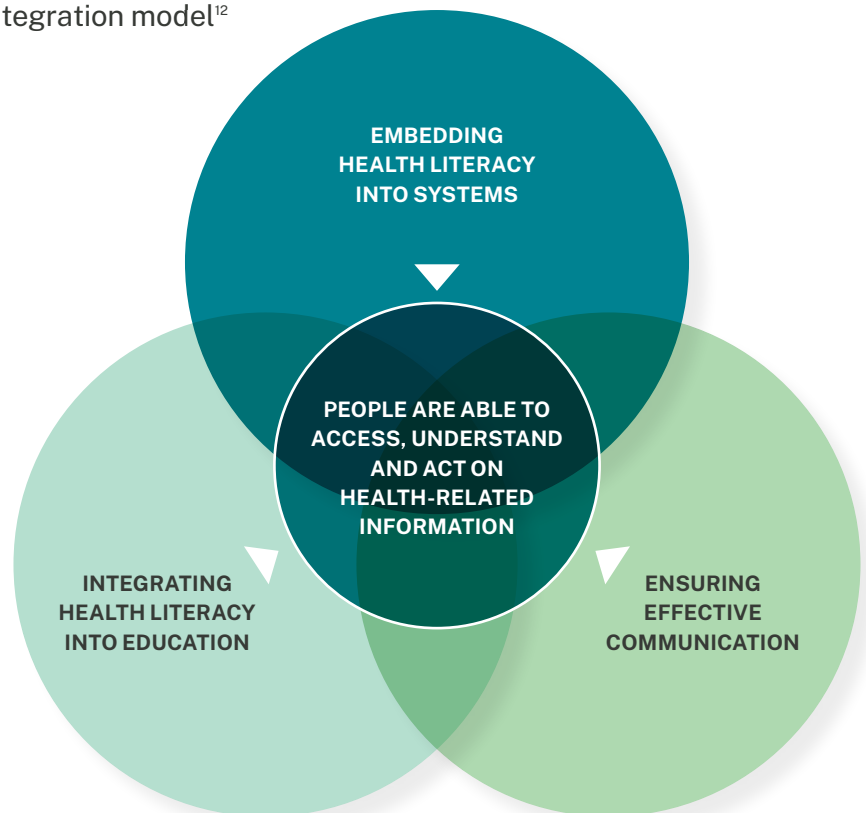 tegration model¹²
EMBEDDING
HEALTH LITERACY
INTO SYSTEMS
PEOPLE ARE ABLE TO
ACCESS, UNDERSTAND
AND ACT ON
HEALTH-RELATED
INFORMATION
INTEGRATING
HEALTH LITERACY
INTO EDUCATION
ENSURING
EFFECTIVE
COMMUNICATION